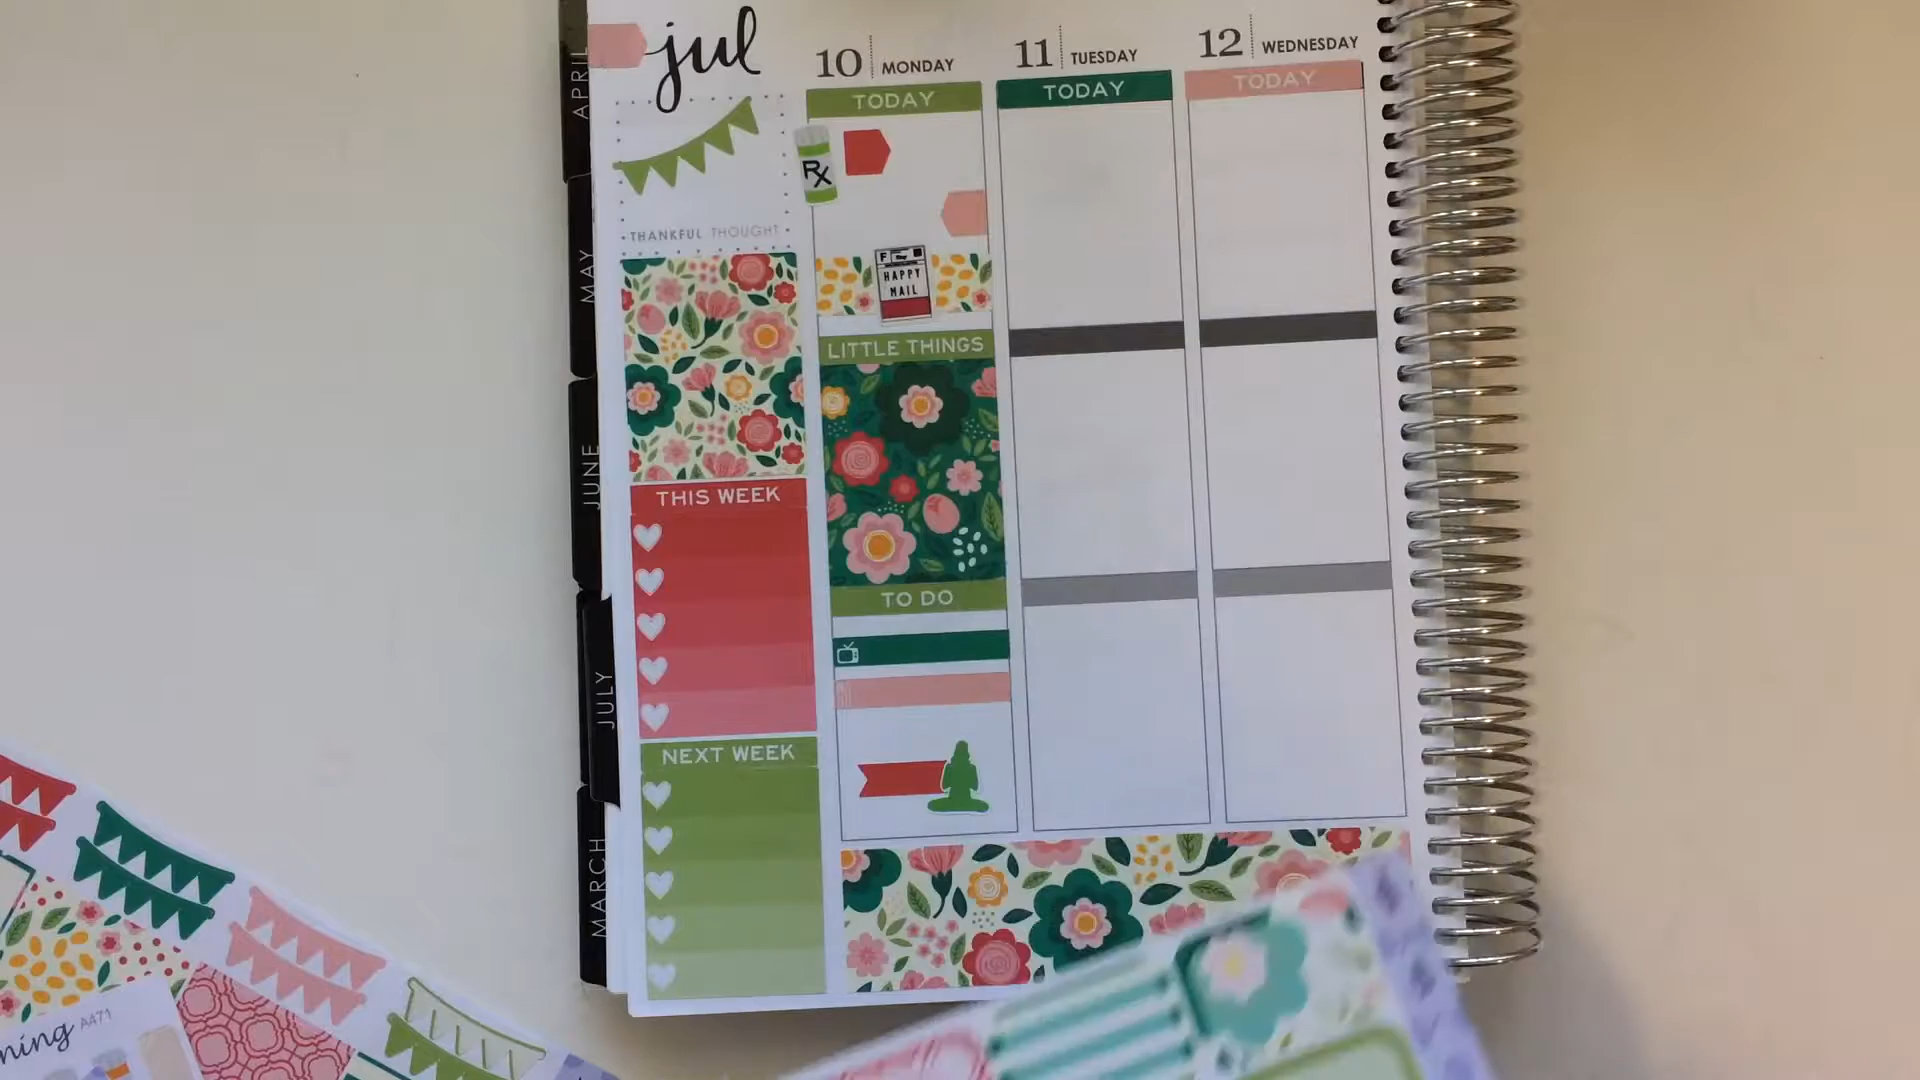 jul
10 MONDAY
11 TUESDAY
12 WEDNESDAY
TODAY
TODAY
TODAY
RX
THANKFUL THOUGHT
HAPPY
MAIL
LITTLE THINGS
THIS WEEK
TO DO
NEXT WEEK
APRIL
MAY
JUNE
JULY
MARCH
ning AA71